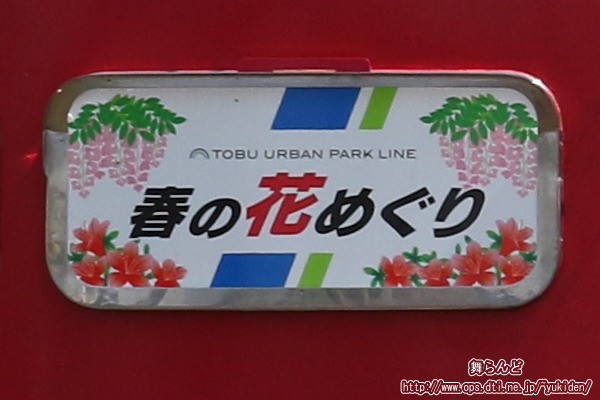 TOBU URBAN PARK LINE
春の花めぐり
舞らんど
http://www.ops.dti.ne.jp/~yukiden/